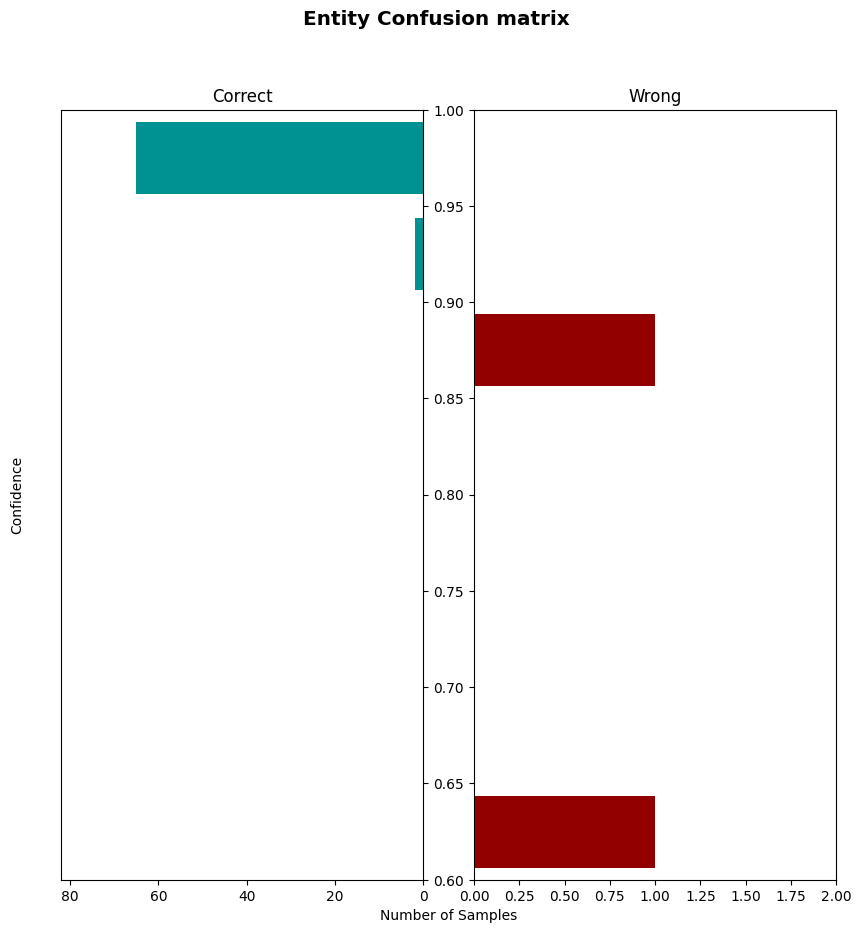 Entity Confusion matrix
Correct
Wrong
1.00
0.95
0.90
0.85
0.80
0.75
0.70
0.65
0.60
Confidence
80 60 40 20 0
0.00 0.25 0.50 0.75 1.00 1.25 1.50 1.75 2.00
Number of Samples